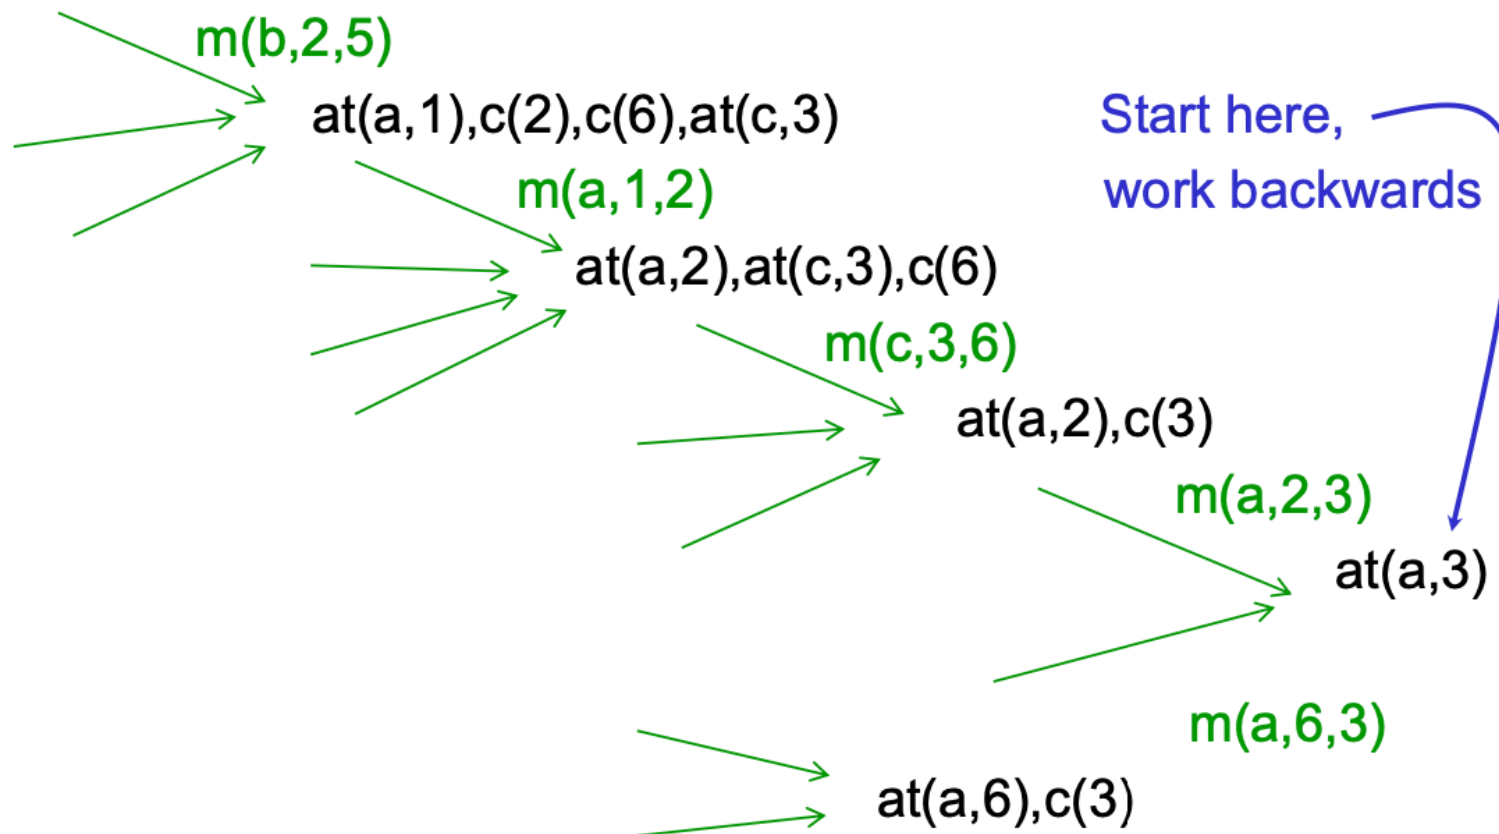 m(b,2,5)
at(a,1),c(2),c(6),at(c,3)
Start here,
work backwards
m(a,1,2)
at(a,2),at(c,3),c(6)
m(c,3,6)
at(a,2),c(3)
m(a,2,3)
at(a,3)
m(a,6,3)
at(a,6),c(3)